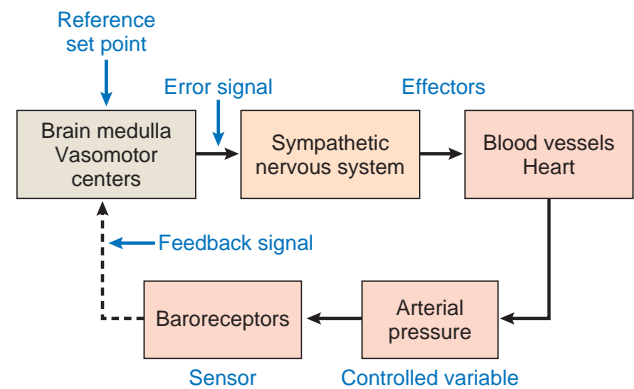 Reference
set point
Error signal
Effectors
Brain medulla
Vasomotor
centers
Sympathetic
nervous system
Blood vessels
Heart
Feedback signal
Baroreceptors
Arterial
pressure
Sensor
Controlled variable